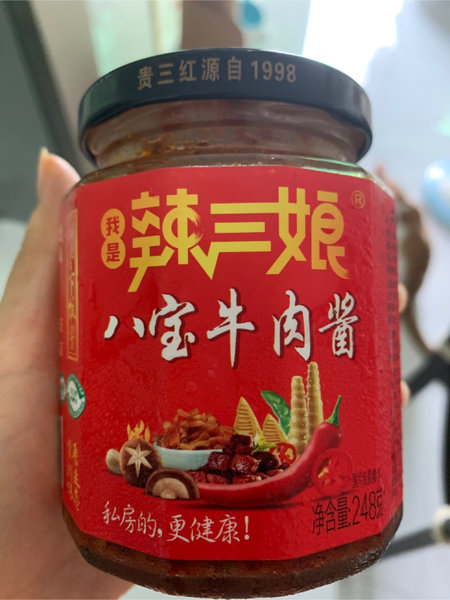 贵三红源自1998
我是
辣三娘®
八宝牛肉酱
私房的,更健康!
净含量:248克